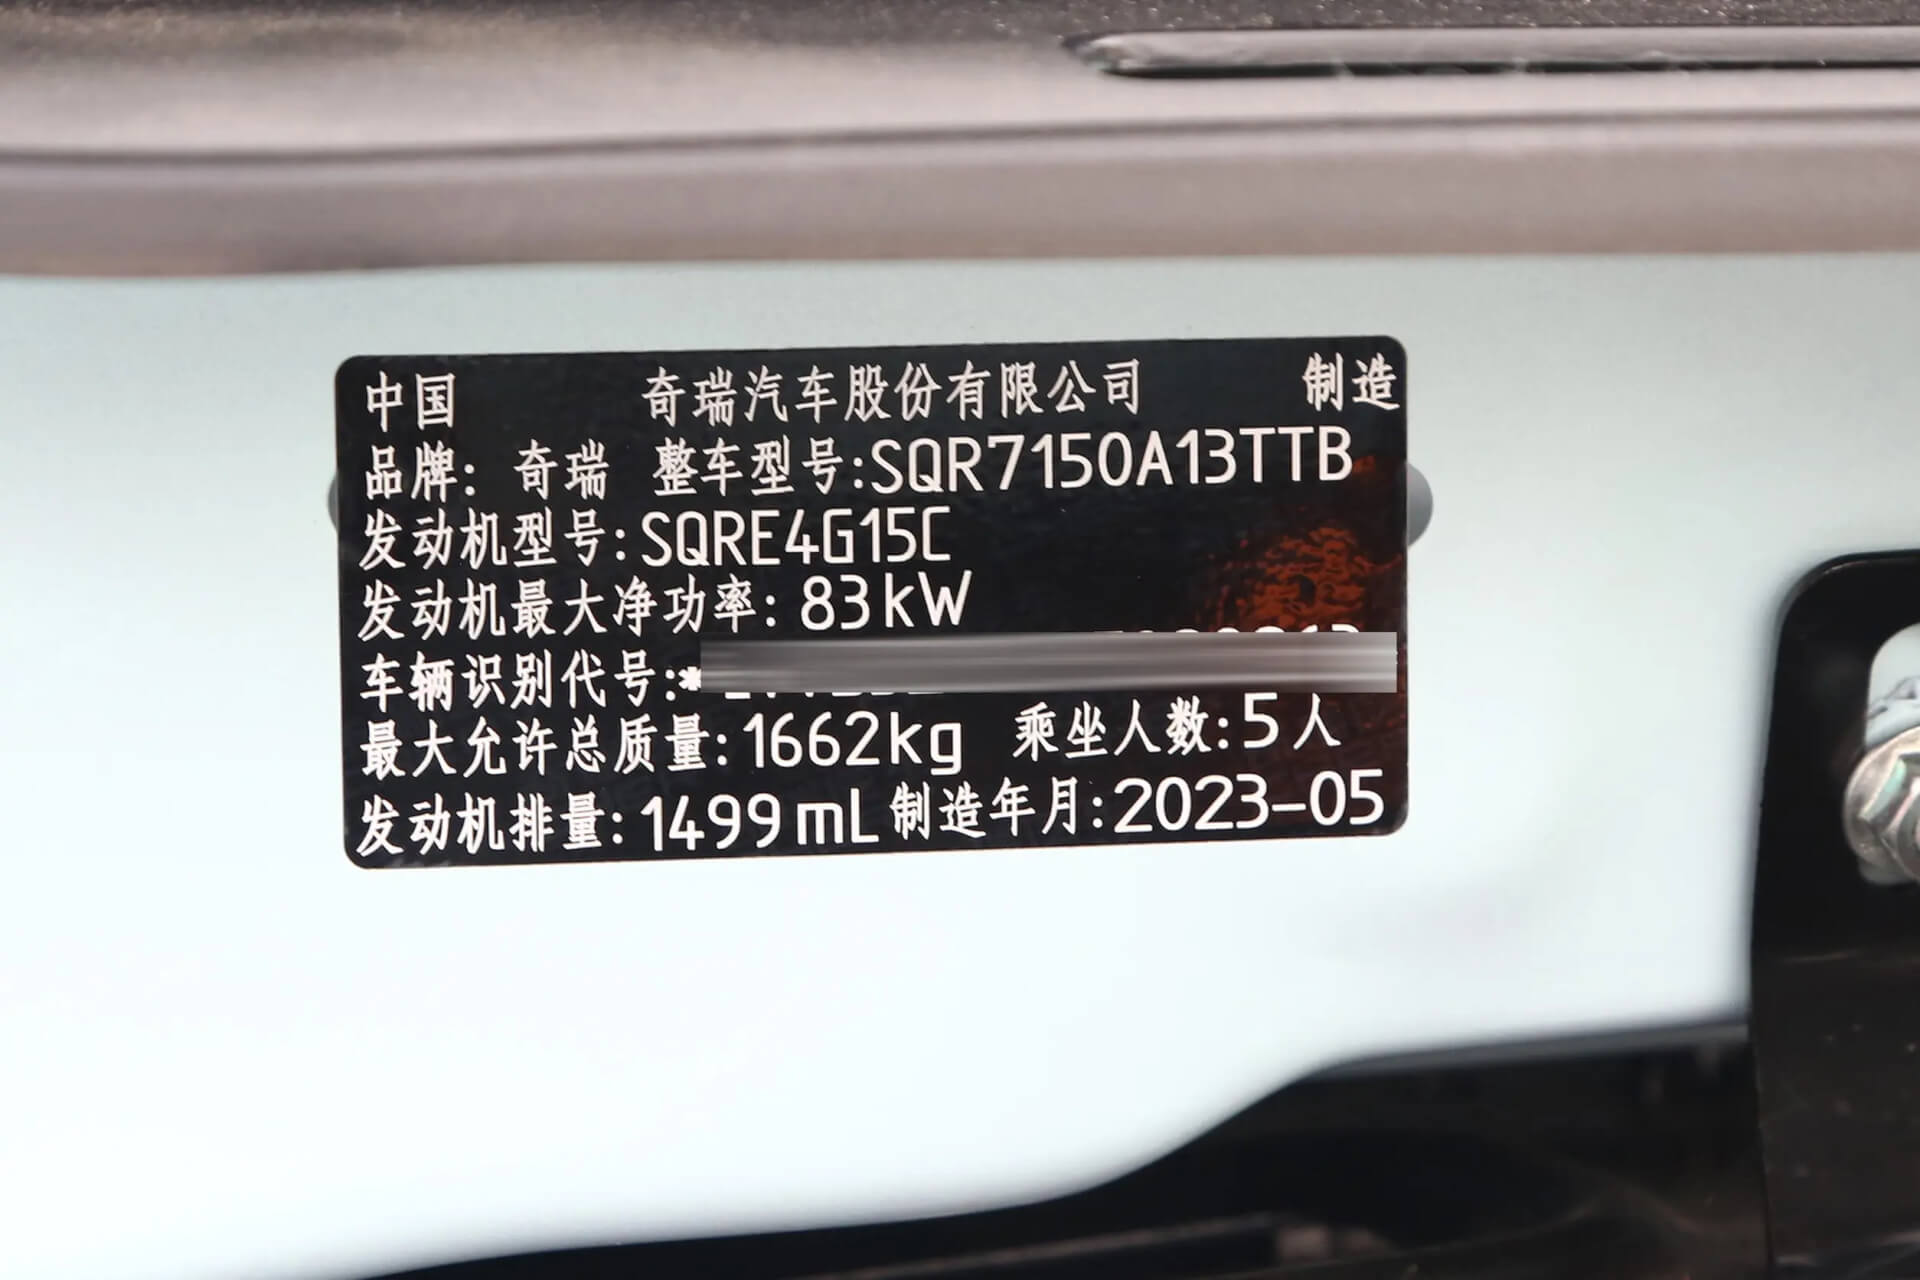 中国 奇瑞汽车股份有限公司 制造
品牌: 奇瑞 整车型号:SQR7150A13TTB
发动机型号:SQRE4G15C
发动机最大净功率: 83kW
车辆识别代号:*
最大允许总质量:1662kg 乘坐人数:5人
发动机排量:1499mL 制造年月:2023-05